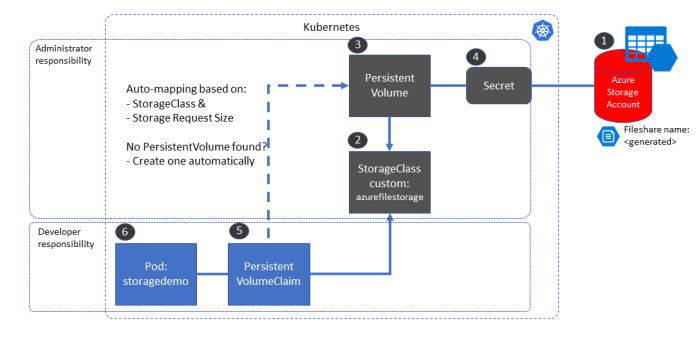 Kubernetes
Administrator
responsibility
1
3
4
Auto-mapping based on:
- StorageClass &
- Storage Request Size
No PersistentVolume found?
- Create one automatically
Persistent
Volume
Secret
Azure
Storage
Account
Fileshare name:
<generated>
2
StorageClass
custom:
azurefilestorage
Developer
responsibility
6
5
Pod:
storagedemo
Persistent
VolumeClaim